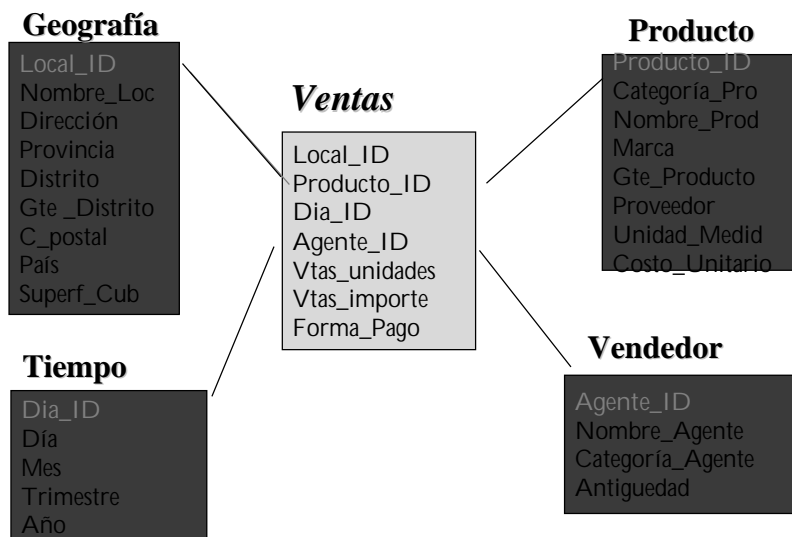 Geografía
Local_ID
Nombre_Loc
Dirección
Provincia
Distrito
Gte _Distrito
C_postal
País
Superf_Cub
Ventas
Local_ID
Producto_ID
Dia_ID
Agente_ID
Vtas_unidades
Vtas_importe
Forma_Pago
Producto
Producto_ID
Categoría_Pro
Nombre_Prod
Marca
Gte_Producto
Proveedor
Unidad_Medid
Costo_Unitario
Tiempo
Dia_ID
Día
Mes
Trimestre
Año
Vendedor
Agente_ID
Nombre_Agente
Categoría_Agente
Antiguedad